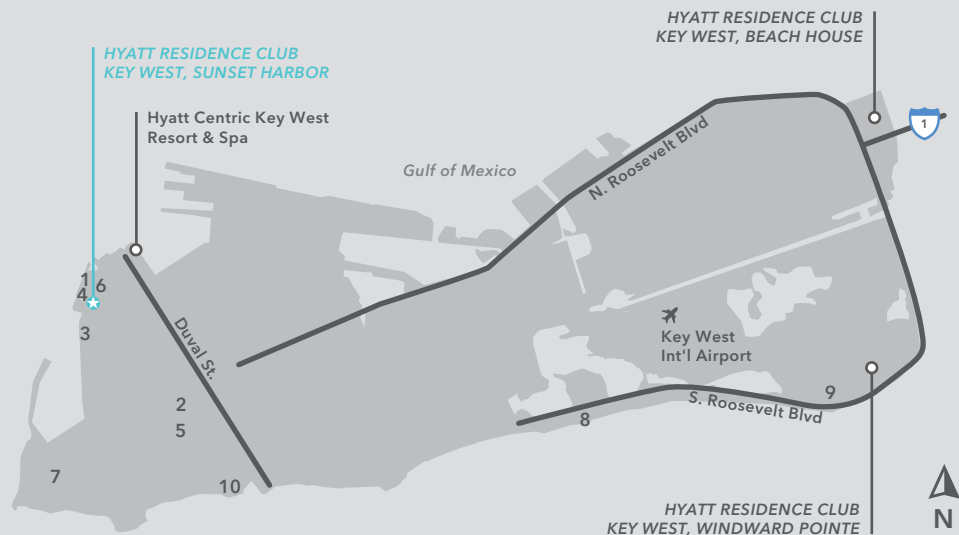 HYATT RESIDENCE CLUB
KEY WEST, BEACH HOUSE
HYATT RESIDENCE CLUB
KEY WEST, SUNSET HARBOR
Hyatt Centric Key West
Resort & Spa
1
N. Roosevelt Blvd
Gulf of Mexico
1
6
4
3
Duval St.
Key West
Int'l Airport
2
5
S. Roosevelt Blvd
9
8
7
10
HYATT RESIDENCE CLUB
KEY WEST, WINDWARD POINTE
N